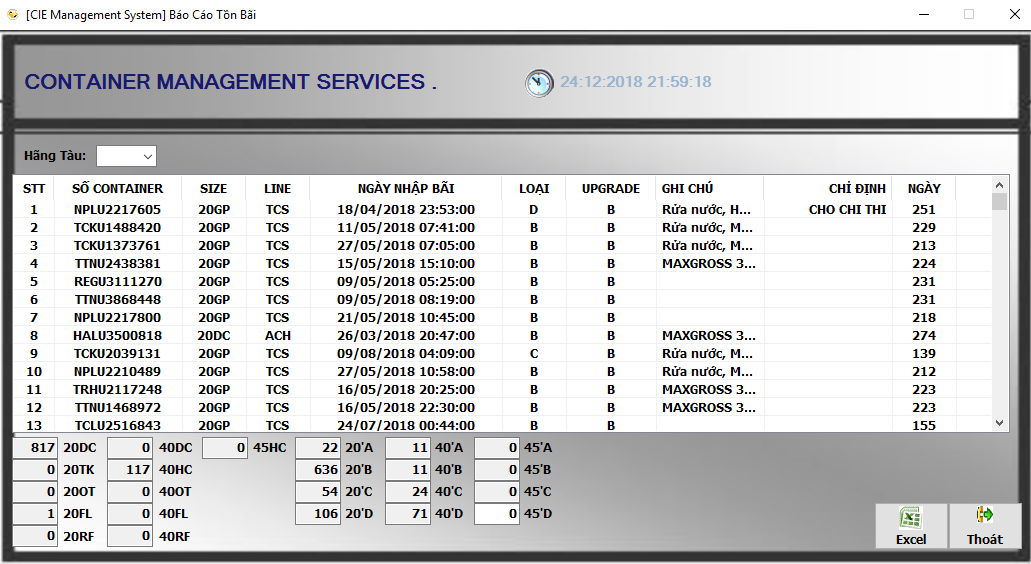 [CIE Management System] Báo Cáo Tồn Bãi
CONTAINER MANAGEMENT SERVICES .
24:12:2018 21:59:18
Hãng Tàu:
STT SỐ CONTAINER SIZE LINE NGÀY NHẬP BÃI LOẠI UPGRADE GHI CHÚ CHỈ ĐỊNH NGÀY
1 NPLU2217605 20GP TCS 18/04/2018 23:53:00 D B Rửa nước, H... CHO CHI THI 251
2 TCKU1488420 20GP TCS 11/05/2018 07:41:00 B B Rửa nước, M... 229
3 TCKU1373761 20GP TCS 27/05/2018 07:05:00 B B Rửa nước, M... 213
4 TTNU2438381 20GP TCS 15/05/2018 15:10:00 B B MAXGROSS 3... 224
5 REGU3111270 20GP TCS 09/05/2018 05:25:00 B B 231
6 TTNU3868448 20GP TCS 09/05/2018 08:19:00 B B 231
7 NPLU2217800 20GP TCS 21/05/2018 10:45:00 B B 218
8 HALU3500818 20DC ACH 26/03/2018 20:47:00 B B MAXGROSS 3... 274
9 TCKU2039131 20GP TCS 09/08/2018 04:09:00 C B Rửa nước, M... 139
10 NPLU2210489 20GP TCS 27/05/2018 10:58:00 B B Rửa nước, M... 212
11 TRHU2117248 20GP TCS 16/05/2018 20:25:00 B B MAXGROSS 3... 223
12 TTNU1468972 20GP TCS 16/05/2018 22:30:00 B B MAXGROSS 3... 223
13 TCLU2516843 20GP TCS 24/07/2018 00:44:00 B B 155
817 20DC 0 40DC 0 45HC 22 20'A 11 40'A 0 45'A
0 20TK 117 40HC 636 20'B 11 40'B 0 45'B
0 20OT 0 40OT 54 20'C 24 40'C 0 45'C
1 20FL 0 40FL 106 20'D 71 40'D 0 45'D
0 20RF 0 40RF
Excel Thoát